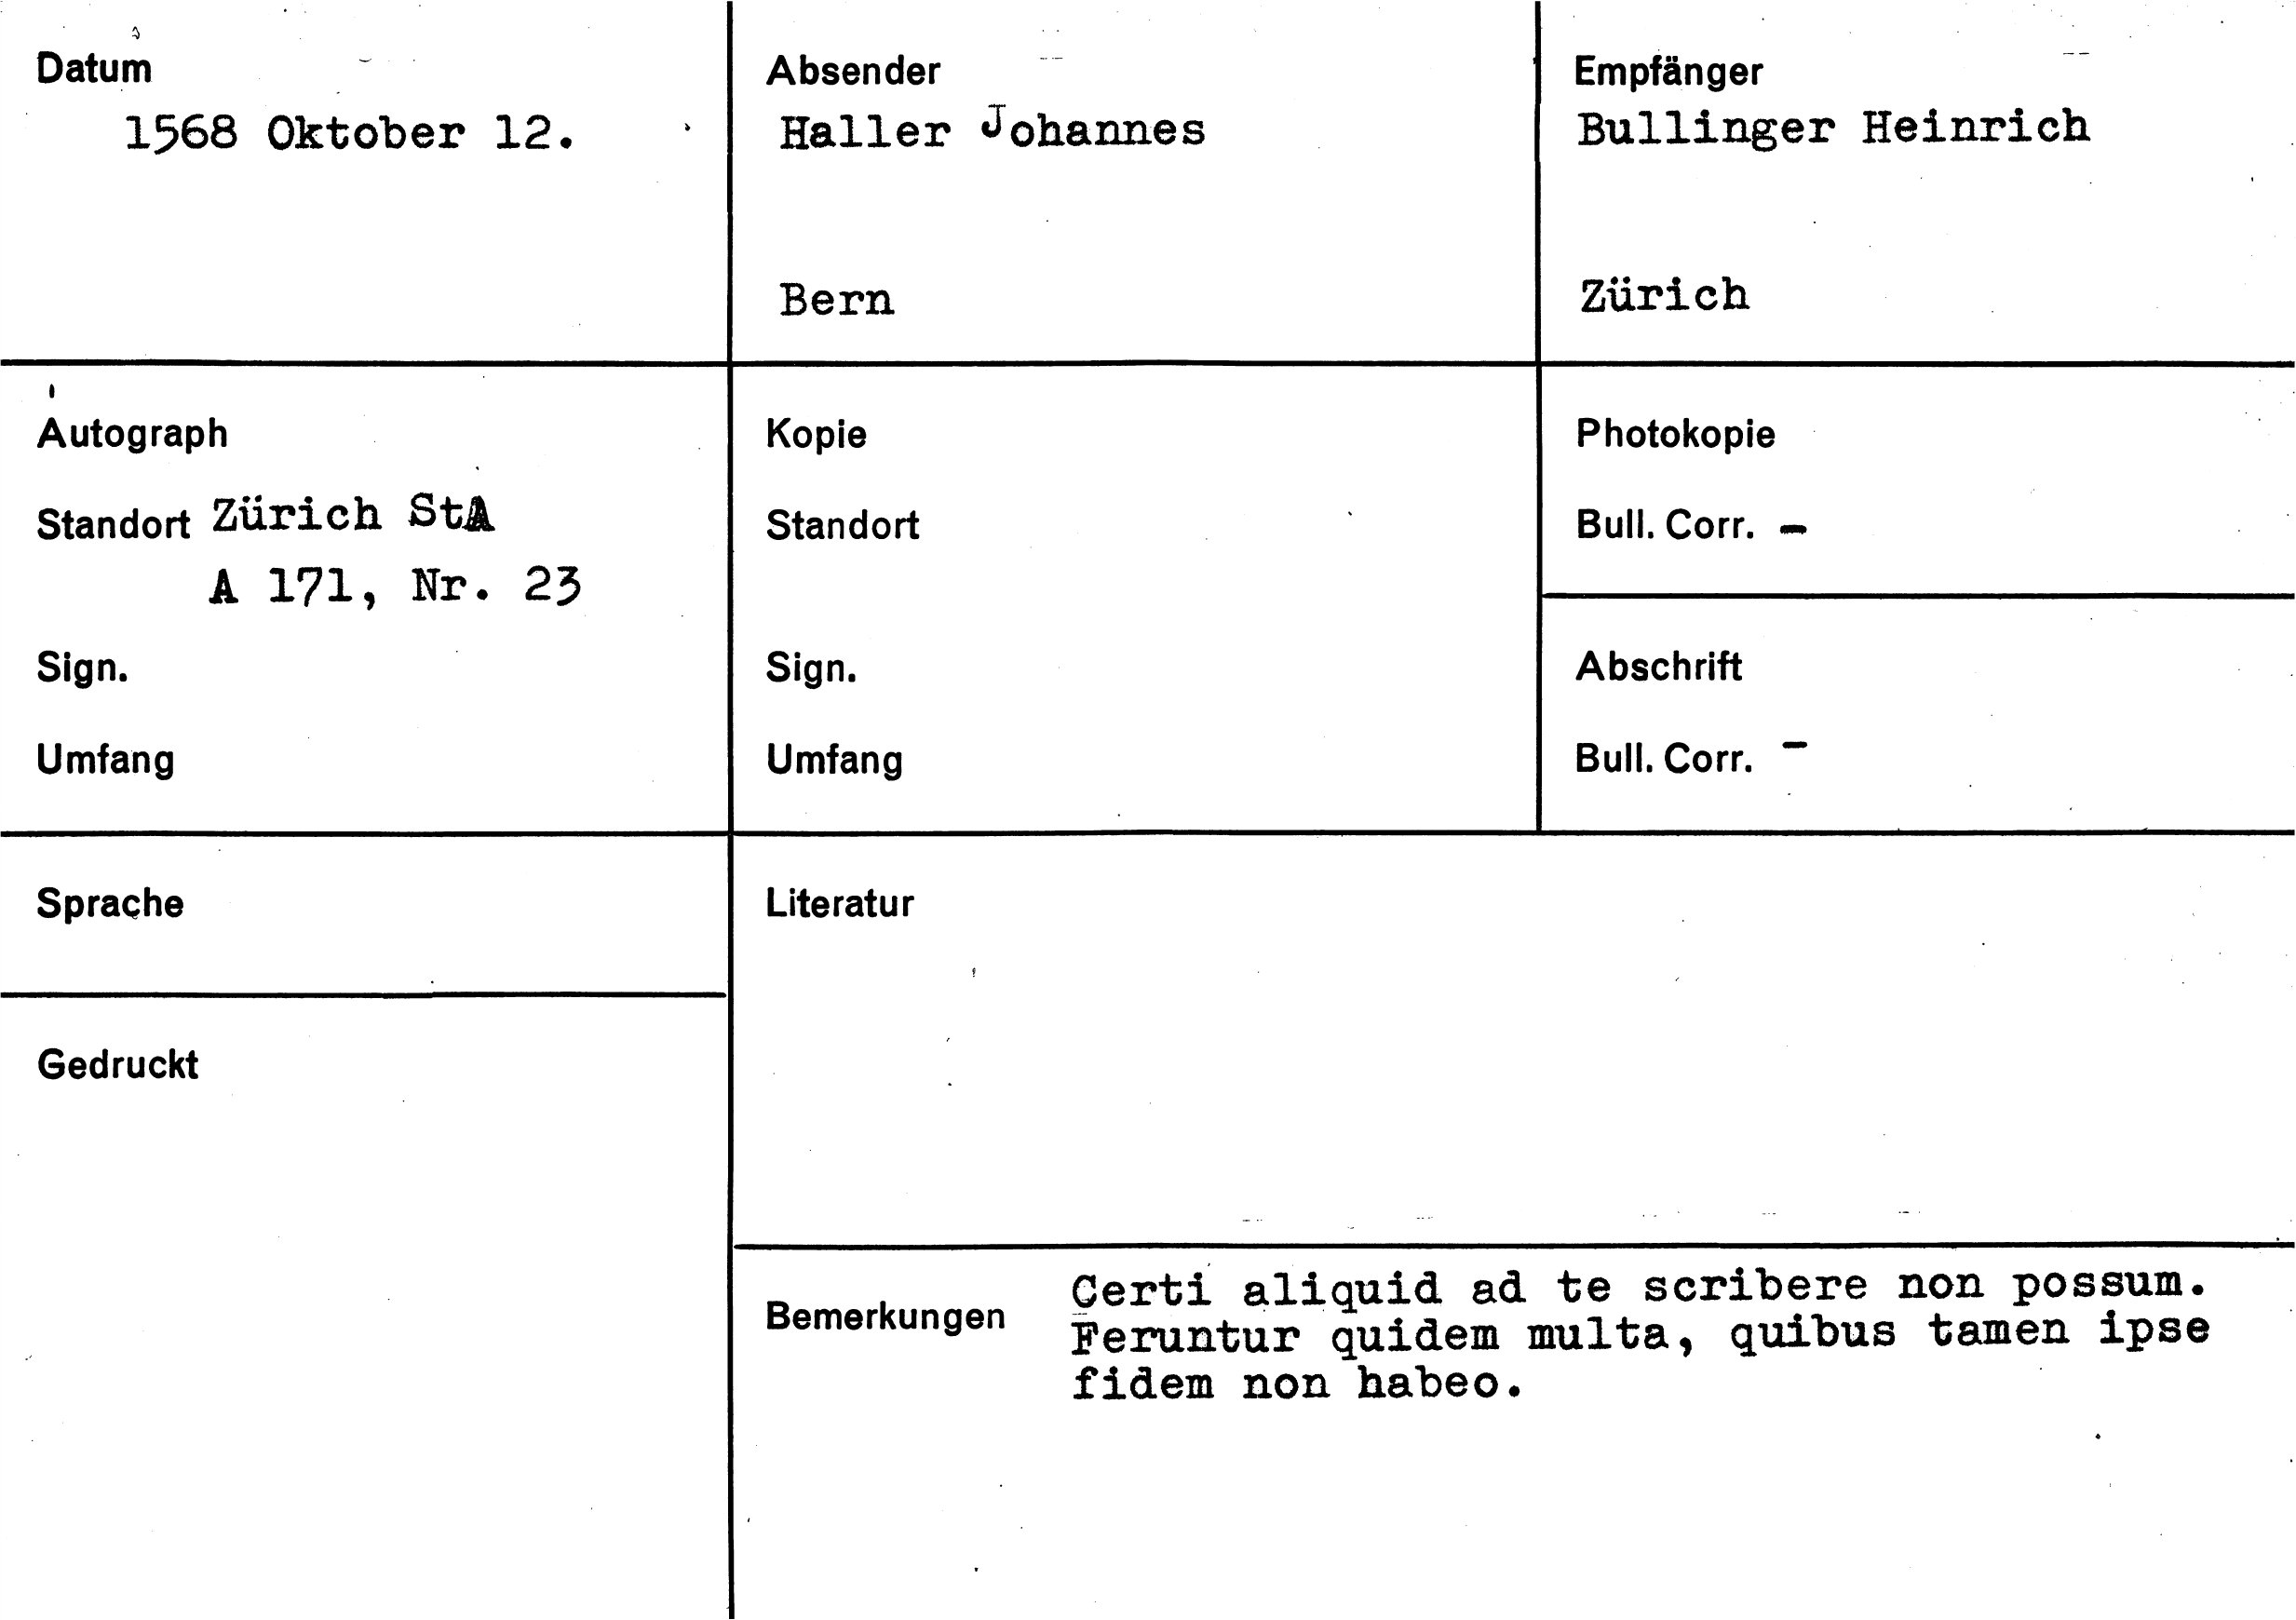 Datum
1568 Oktober 12.
Absender
Haller Johannes
Bern
Empfänger
Bullinger Heinrich
Zürich
Autograph
Standort Zürich StA
A 171, Nr. 23
Sign.
Umfang
Kopie
Standort
Sign.
Umfang
Photokopie
Bull. Corr. -
Abschrift
Bull. Corr. -
Sprache
Gedruckt
Literatur
Bemerkungen
Certi aliquid ad te scribere non possum.
Feruntur quidem multa, quibus tamen ipse
fidem non habeo.